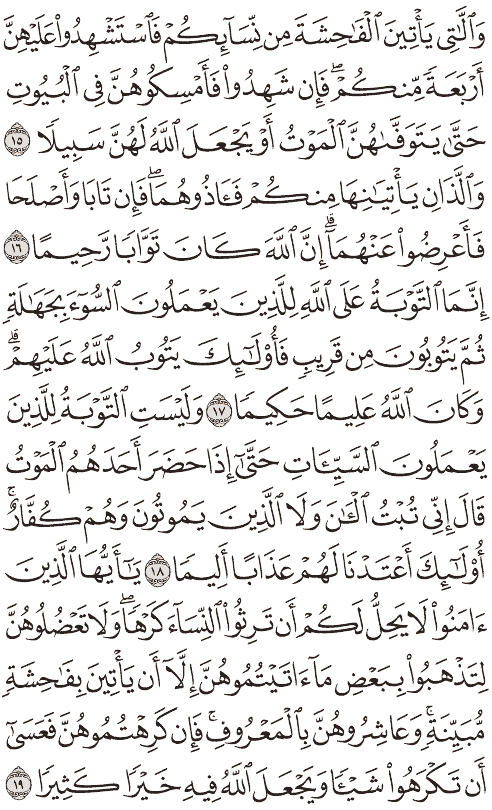 وَٱلَّٰتِى يَأۡتِينَ ٱلۡفَٰحِشَةَ مِن نِّسَآئِكُمۡ فَٱسۡتَشۡهِدُواْ عَلَيۡهِنَّ
أَرۡبَعَةٗ مِّنكُمۡۖ فَإِن شَهِدُواْ فَأَمۡسِكُوهُنَّ فِى ٱلۡبُيُوتِ
حَتَّىٰ يَتَوَفَّىٰهُنَّ ٱلۡمَوۡتُ أَوۡ يَجۡعَلَ ٱللَّهُ لَهُنَّ سَبِيلٗا ١٥
وَٱلَّذَانِ يَأۡتِيَٰنِهَا مِنكُمۡ فَـَٔاذُوهُمَاۖ فَإِن تَابَا وَأَصۡلَحَا
فَأَعۡرِضُواْ عَنۡهُمَآۗ إِنَّ ٱللَّهَ كَانَ تَوَّابٗا رَّحِيمًا ١٦
إِنَّمَا ٱلتَّوۡبَةُ عَلَى ٱللَّهِ لِلَّذِينَ يَعۡمَلُونَ ٱلسُّوٓءَ بِجَهَٰلَةٖ
ثُمَّ يَتُوبُونَ مِن قَرِيبٖ فَأُوْلَٰٓئِكَ يَتُوبُ ٱللَّهُ عَلَيۡهِمۡۗ
وَكَانَ ٱللَّهُ عَلِيمًا حَكِيمٗا ١٧ وَلَيۡسَتِ ٱلتَّوۡبَةُ لِلَّذِينَ
يَعۡمَلُونَ ٱلسَّيِّـَٔاتِ حَتَّىٰٓ إِذَا حَضَرَ أَحَدَهُمُ ٱلۡمَوۡتُ
قَالَ إِنِّى تُبۡتُ ٱلۡـَٰٔنَ وَلَا ٱلَّذِينَ يَمُوتُونَ وَهُمۡ كُفَّارٌۚ
أُوْلَٰٓئِكَ أَعۡتَدۡنَا لَهُمۡ عَذَابًا أَلِيمٗا ١٨ يَٰٓأَيُّهَا ٱلَّذِينَ
ءَامَنُواْ لَا يَحِلُّ لَكُمۡ أَن تَرِثُواْ ٱلنِّسَآءَ كَرۡهٗاۖ وَلَا تَعۡضُلُوهُنَّ
لِتَذۡهَبُواْ بِبَعۡضِ مَآ ءَاتَيۡتُمُوهُنَّ إِلَّآ أَن يَأۡتِينَ بِفَٰحِشَةٖ
مُّبَيِّنَةٖۚ وَعَاشِرُوهُنَّ بِٱلۡمَعۡرُوفِۚ فَإِن كَرِهۡتُمُوهُنَّ فَعَسَىٰٓ
أَن تَكۡرَهُواْ شَيۡـٔٗا وَيَجۡعَلَ ٱللَّهُ فِيهِ خَيۡرٗا كَثِيرٗا ١٩